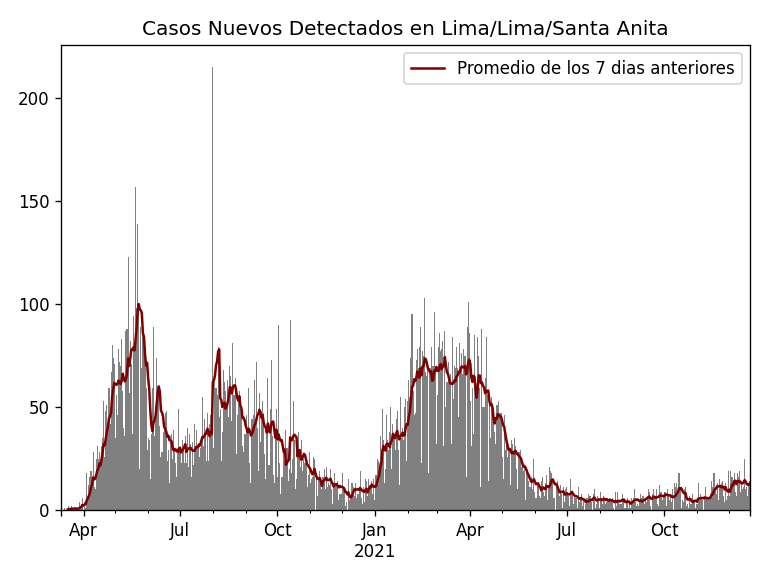 Casos Nuevos Detectados en Lima/Lima/Santa Anita
Promedio de los 7 dias anteriores
200
150
100
50
0
Apr Jul Oct Jan Apr Jul Oct
2021